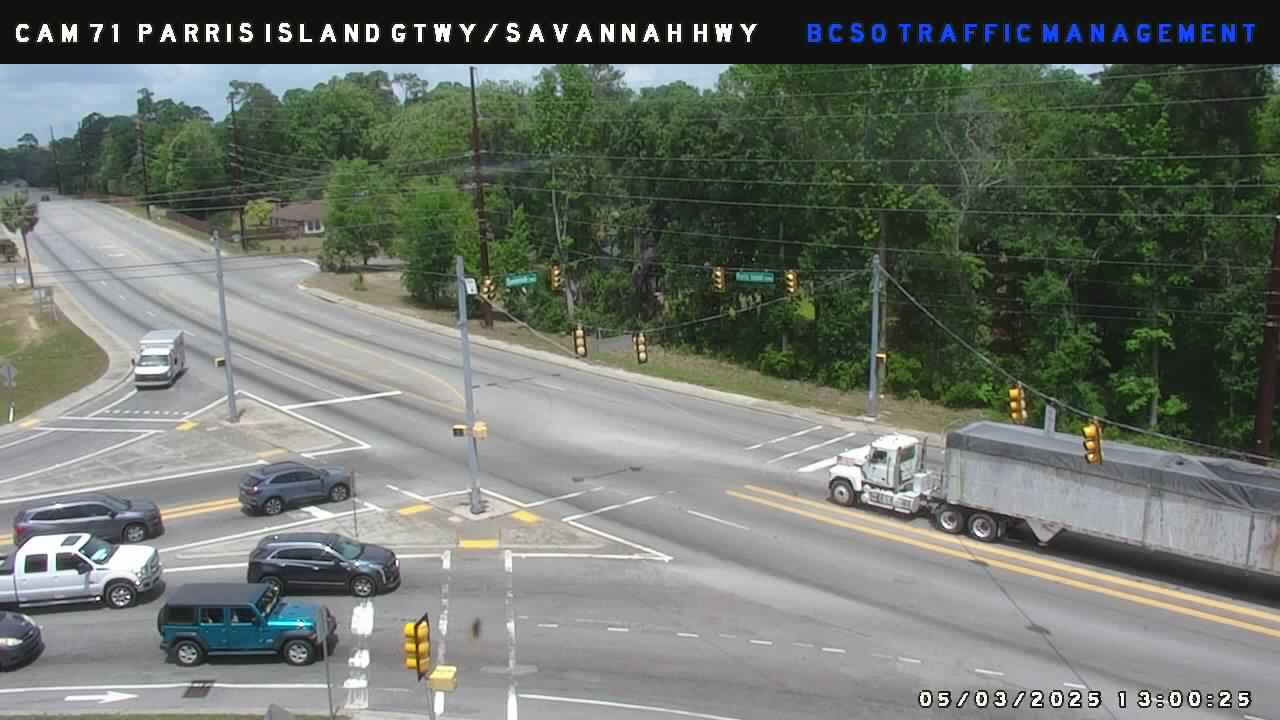 CAM 71 PARRIS ISLAND GTWY/SAVANNAH HWY BCSO TRAFFIC MANAGEMENT
05/03/2025 13:00:25